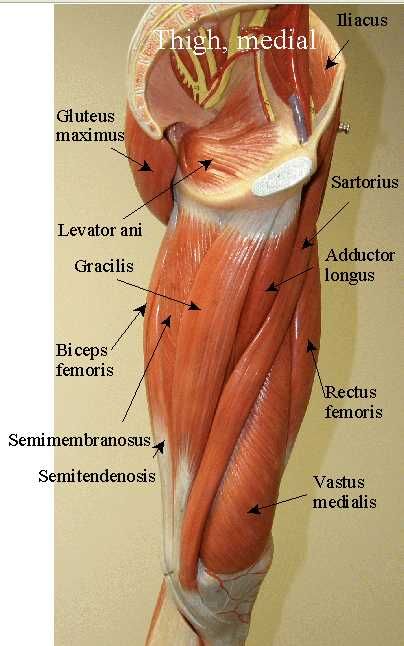 Thigh, medial
Iliacus
Gluteus
maximus
Sartorius
Levator ani
Adductor
longus
Gracilis
Biceps
femoris
Rectus
femoris
Semimembranosus
Semitendenosis
Vastus
medialis